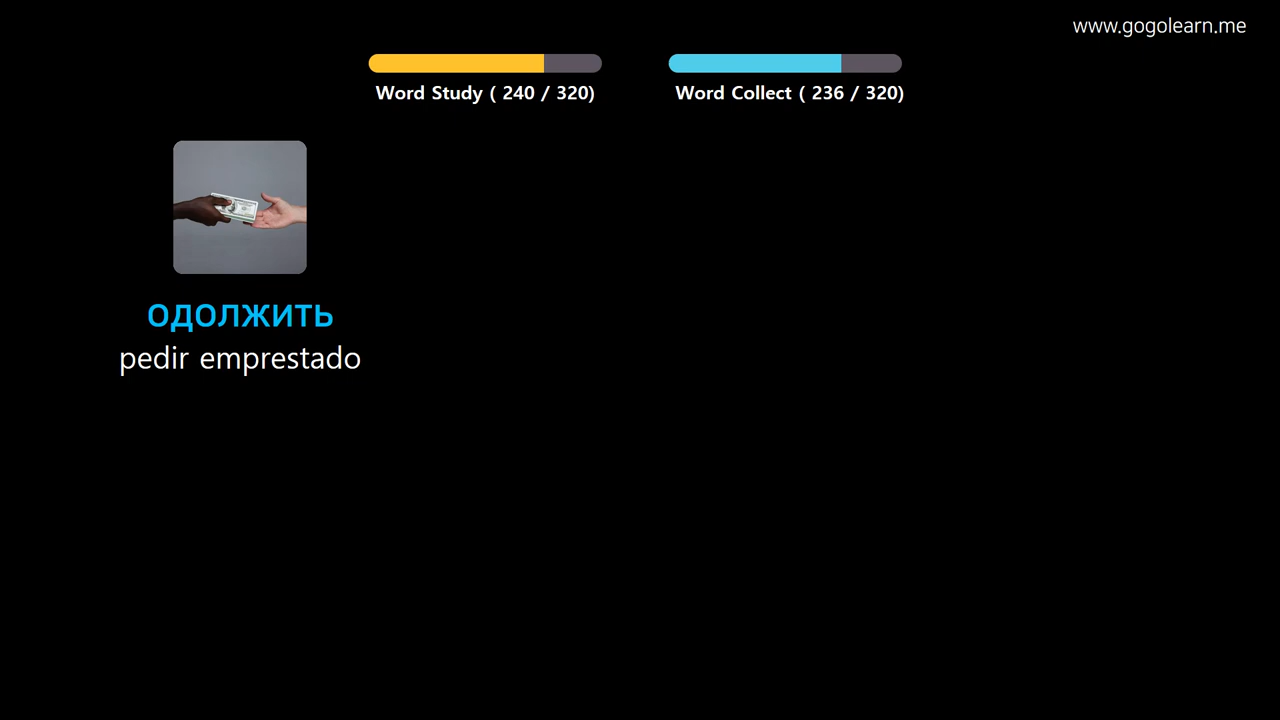 www.gogolearn.me
Word Study ( 240 / 320)
Word Collect ( 236 / 320)
одолжить
pedir emprestado